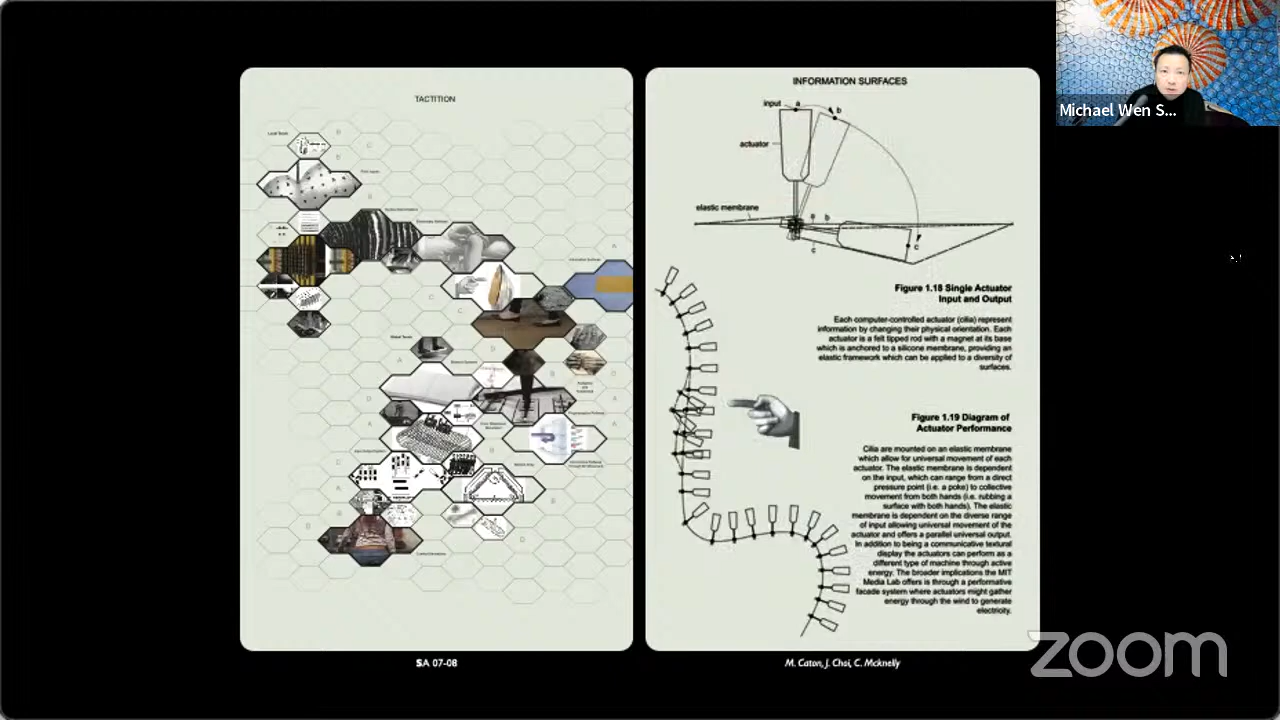 TACTITION
INFORMATION SURFACES
input
a
b
actuator
elastic membrane
a
b
c
c
Figure 1.18 Single Actuator
Input and Output
Each computer-controlled actuator (cilia) represent
information by changing their physical orientation. Each
actuator is a felt tipped rod with a magnet at its base
which is anchored to a silicone membrane, providing an
elastic framework which can be applied to a diversity of
surfaces.
Figure 1.19 Diagram of
Actuator Performance
Cilia are mounted on an elastic membrane
which allow for universal movement of each
actuator. The elastic membrane is dependent
on the input, which can range from a direct
pressure point (i.e. a poke) to collective
movement from both hands (i.e. rubbing a
surface with both hands). The elastic
membrane is dependent on the diverse range
of input allowing universal movement of the
actuator and offers a parallel universal output.
In addition to being a communicative textural
display the actuators can perform as a
different type of machine through active
energy. The broader implications the MIT
Media Lab offers is through a performative
facade system where actuators might gather
energy through the wind to generate
electricity.
SA 07-08
M. Caton, J. Choi, C. Mcknelly
Michael Wen S...
zoom